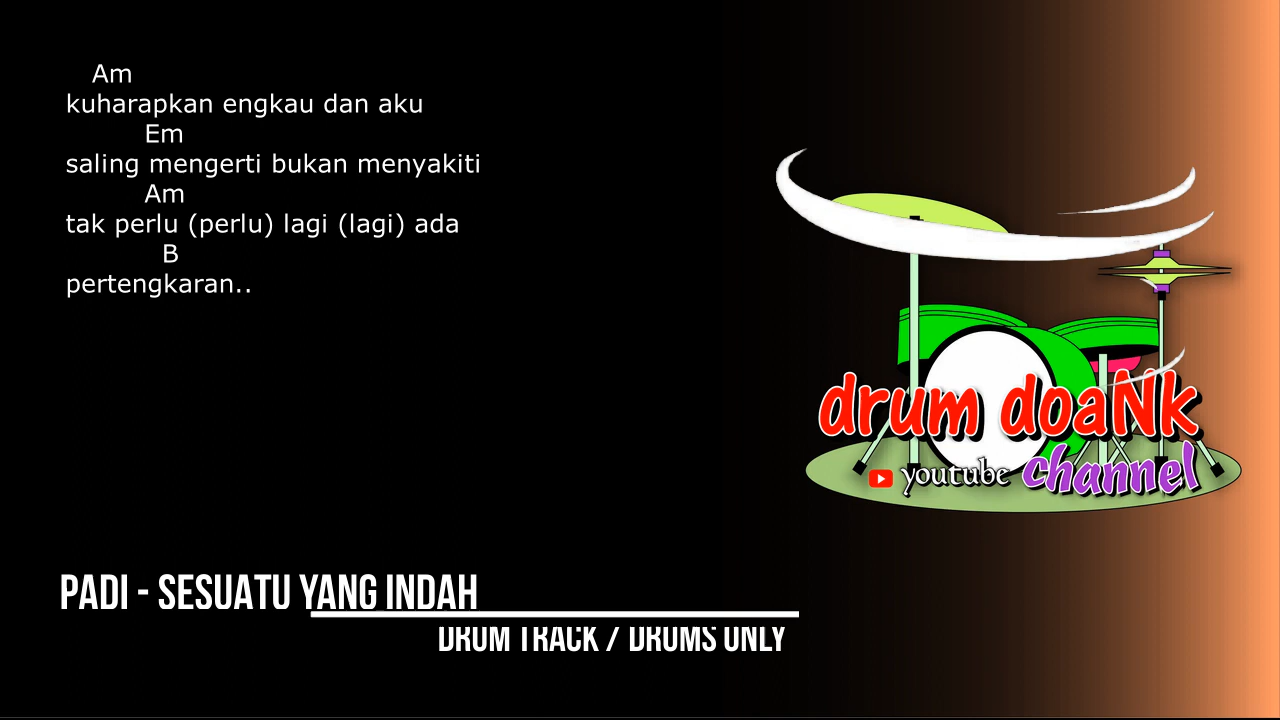 Am
kuharapkan engkau dan aku
Em
saling mengerti bukan menyakiti
Am
tak perlu (perlu) lagi (lagi) ada
B
pertengkaran..
drum doaNk
youtube channel
PADI - SESUATU YANG INDAH
DRUM TRACK / DRUMS ONLY